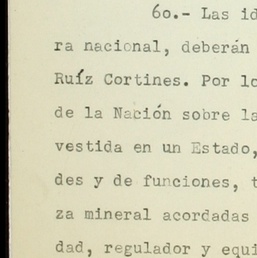 6o.- Las id
ra nacional, deberán
Ruíz Cortines. Por lo
de la Nación sobre la
vestida en un Estado,
des y de funciones, t
za mineral acordadas
dad, regulador y equi